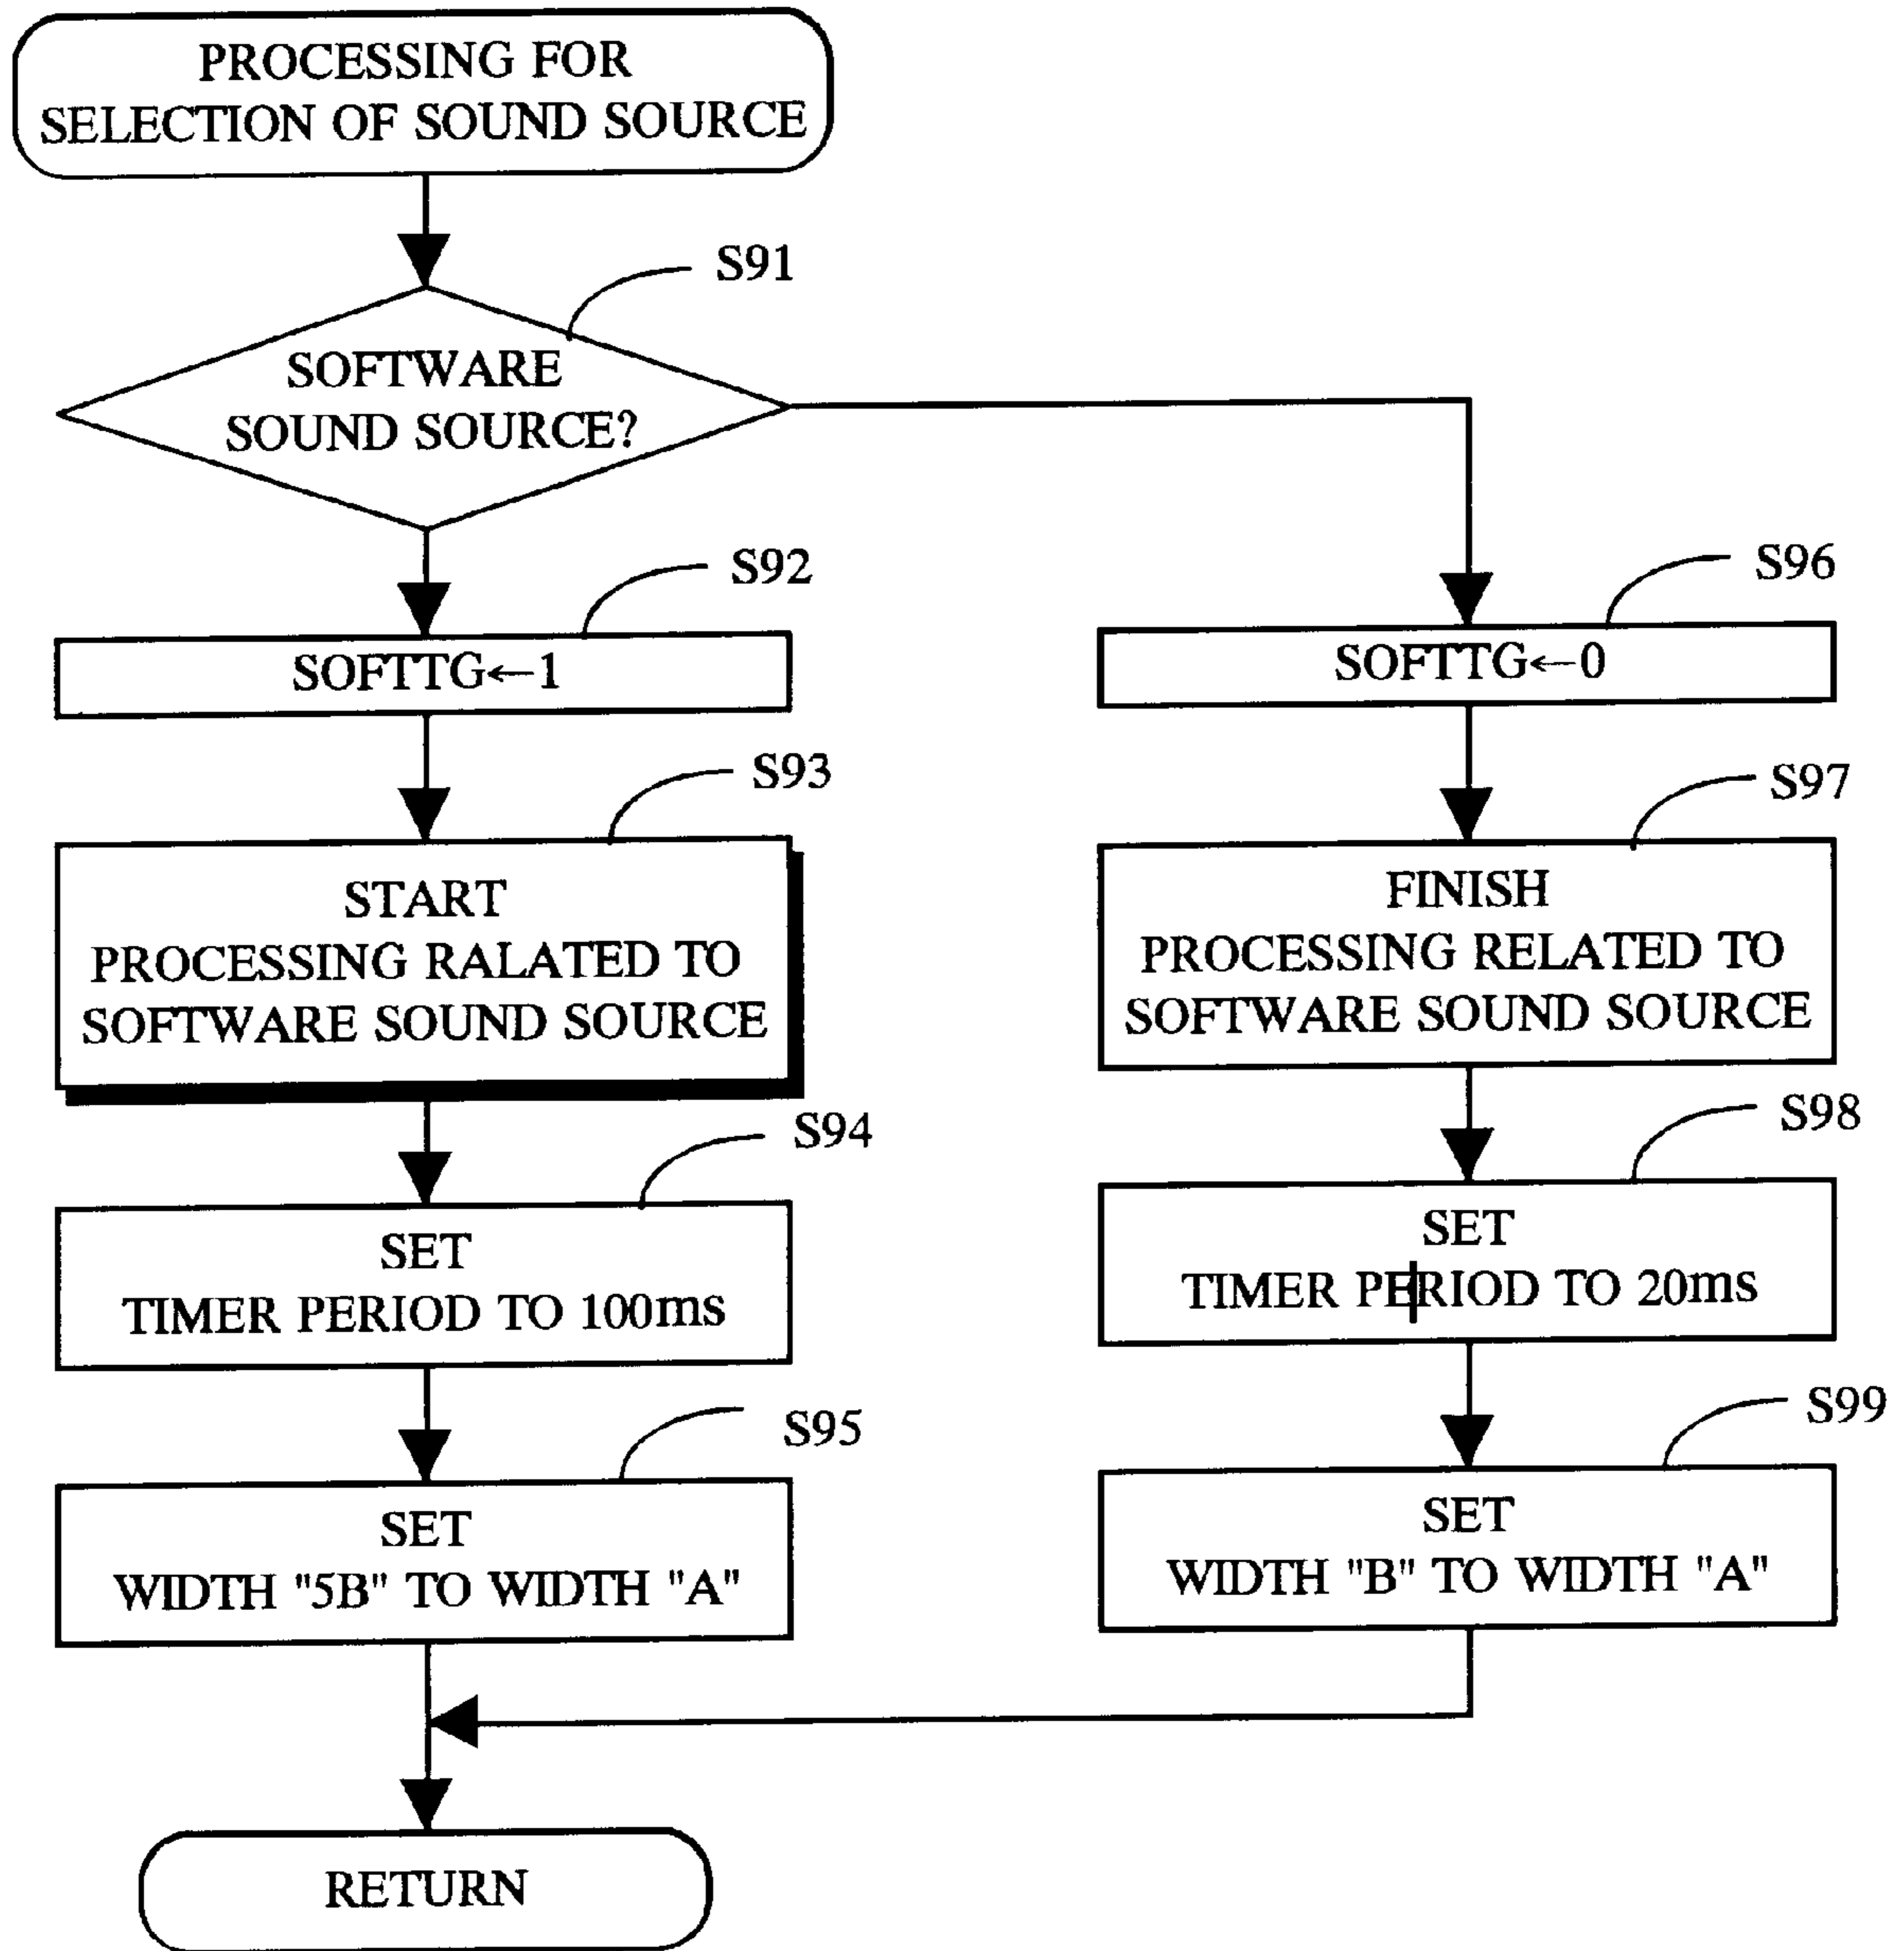 PROCESSING FOR
SELECTION OF SOUND SOURCE
S91
SOFTWARE
SOUND SOURCE?
S92
SOFTTG←1
S93
START
PROCESSING RALATED TO
SOFTWARE SOUND SOURCE
S94
SET
TIMER PERIOD TO 100ms
S95
SET
WIDTH "5B" TO WIDTH "A"
S96
SOFTTG←0
S97
FINISH
PROCESSING RELATED TO
SOFTWARE SOUND SOURCE
S98
SET
TIMER PERIOD TO 20ms
S99
SET
WIDTH "B" TO WIDTH "A"
RETURN